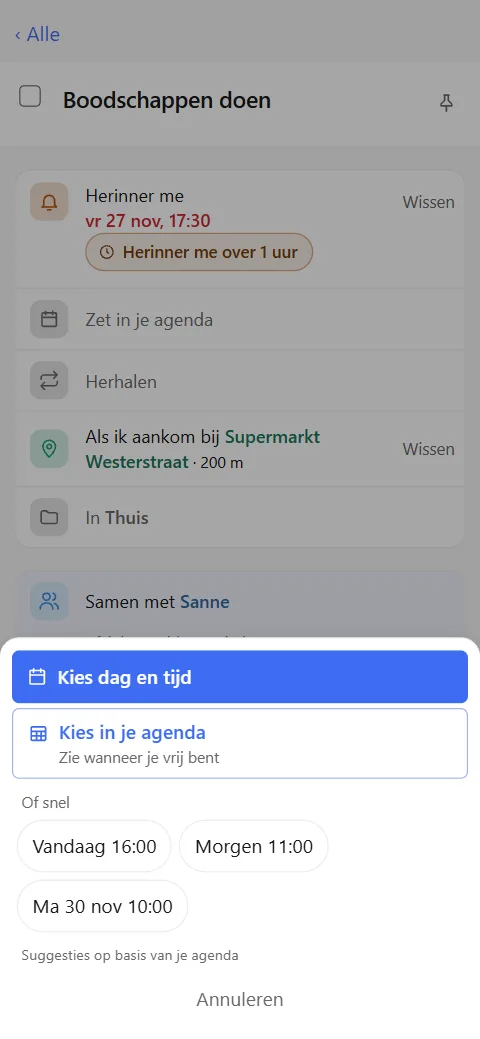 ‹ Alle
Boodschappen doen
Herinner me
Wissen
vr 27 nov, 17:30
Herinner me over 1 uur
Zet in je agenda
Herhalen
Als ik aankom bij Supermarkt
Westerstraat · 200 m
Wissen
In Thuis
Samen met Sanne
Kies dag en tijd
Kies in je agenda
Zie wanneer je vrij bent
Of snel
Vandaag 16:00
Morgen 11:00
Ma 30 nov 10:00
Suggesties op basis van je agenda
Annuleren